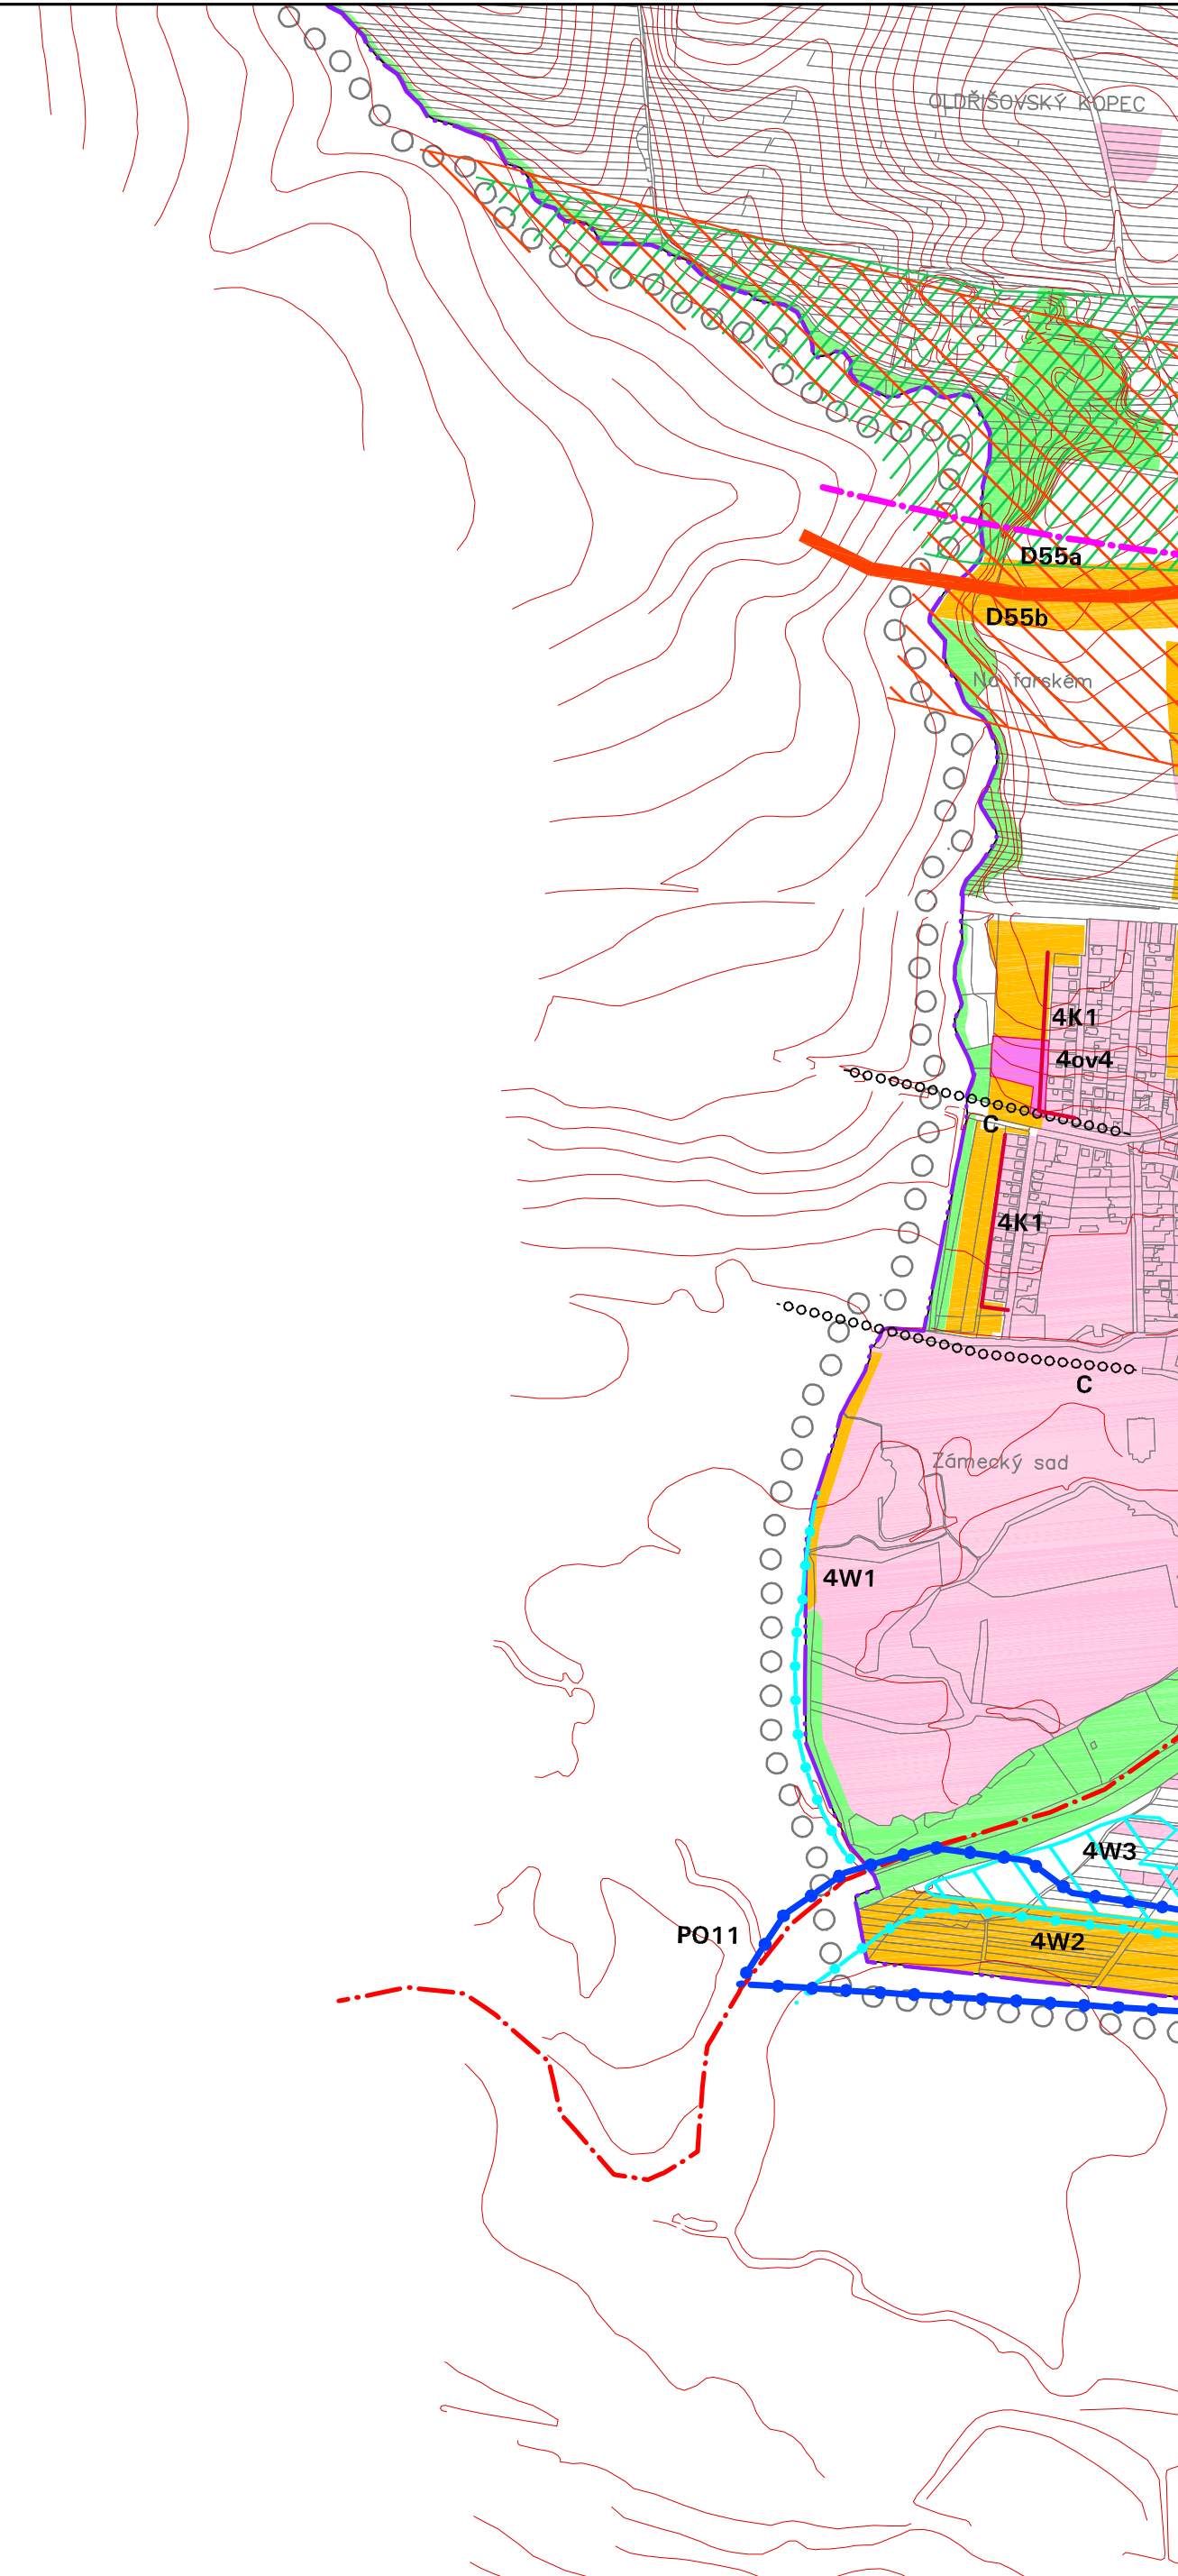 OLDŘIŠOVSKÝ KOPEC
D55a
D55b
Na farském
4K1
4ov4
C
4K1
C
Zámecký sad
4W1
4W3
PO11
4W2